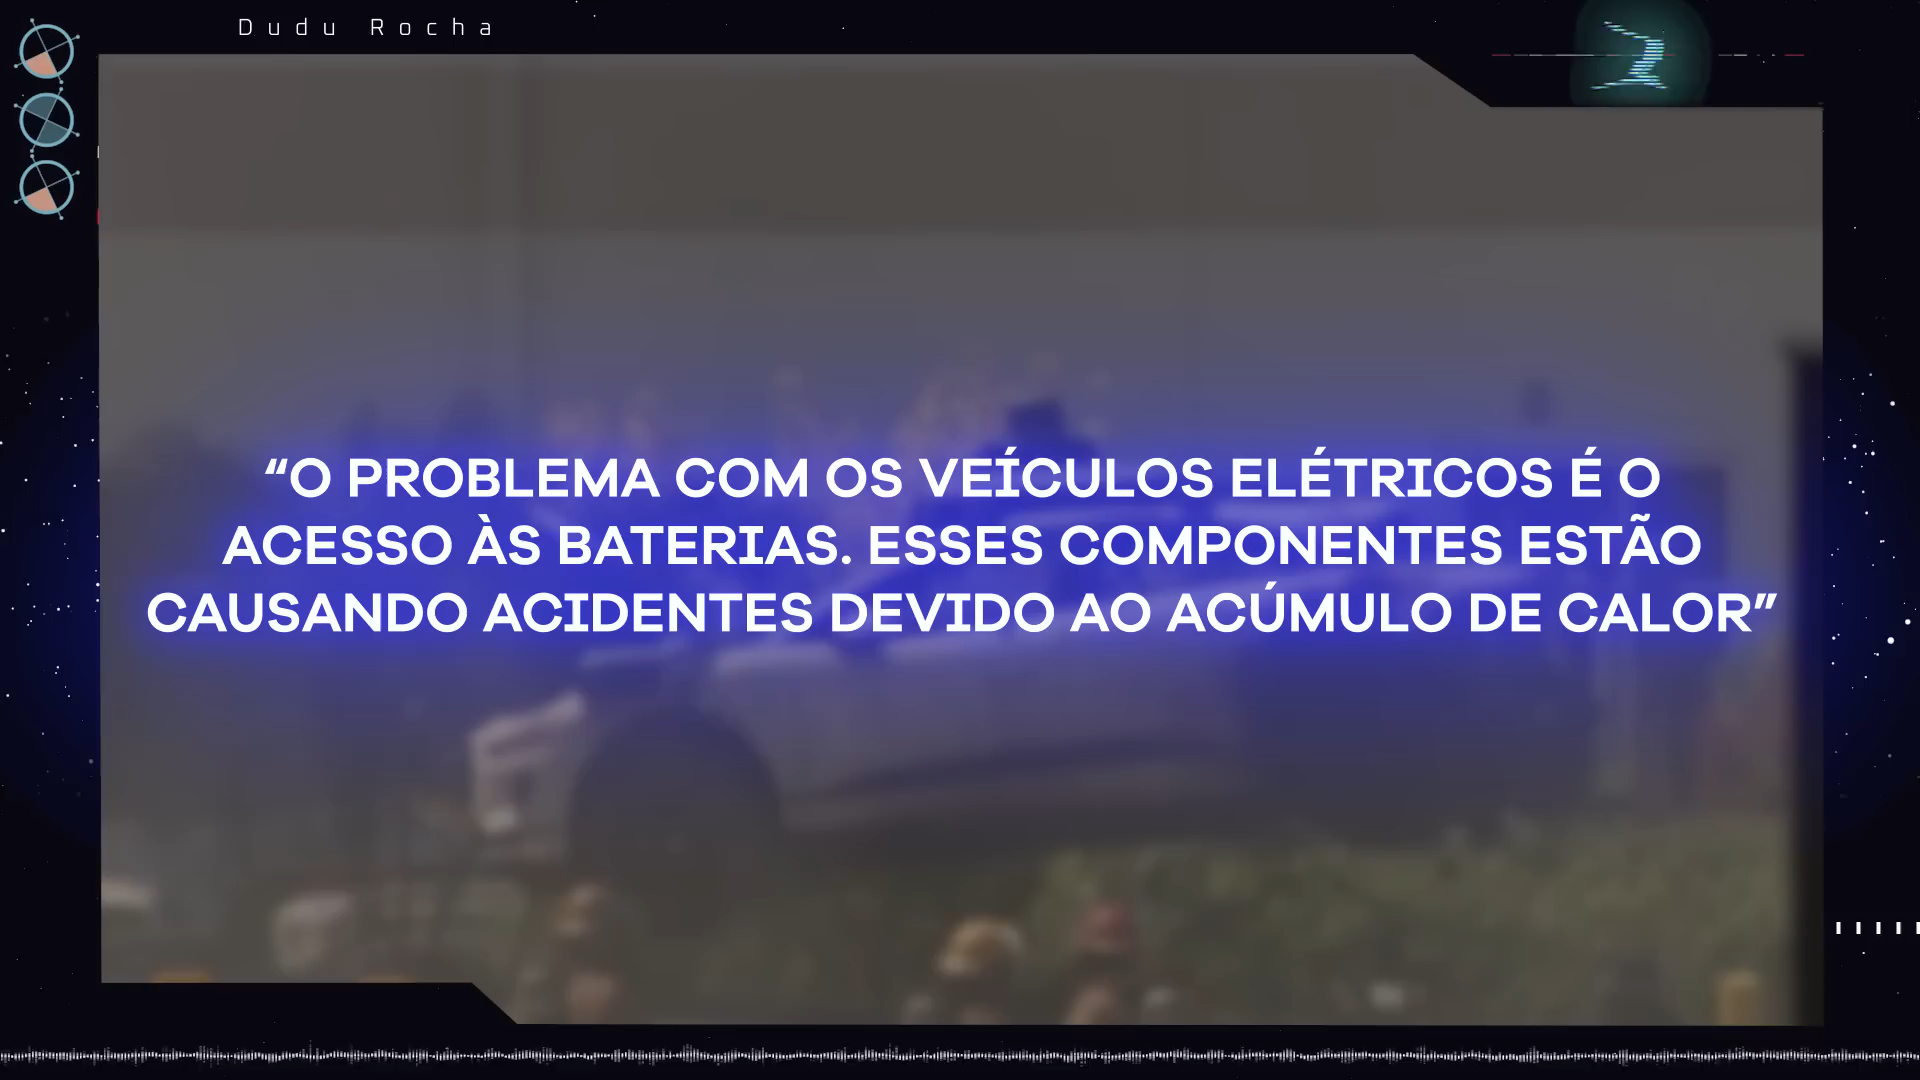 Dudu Rocha
“O PROBLEMA COM OS VEÍCULOS ELÉTRICOS É O
ACESSO ÀS BATERIAS. ESSES COMPONENTES ESTÃO
CAUSANDO ACIDENTES DEVIDO AO ACÚMULO DE CALOR”